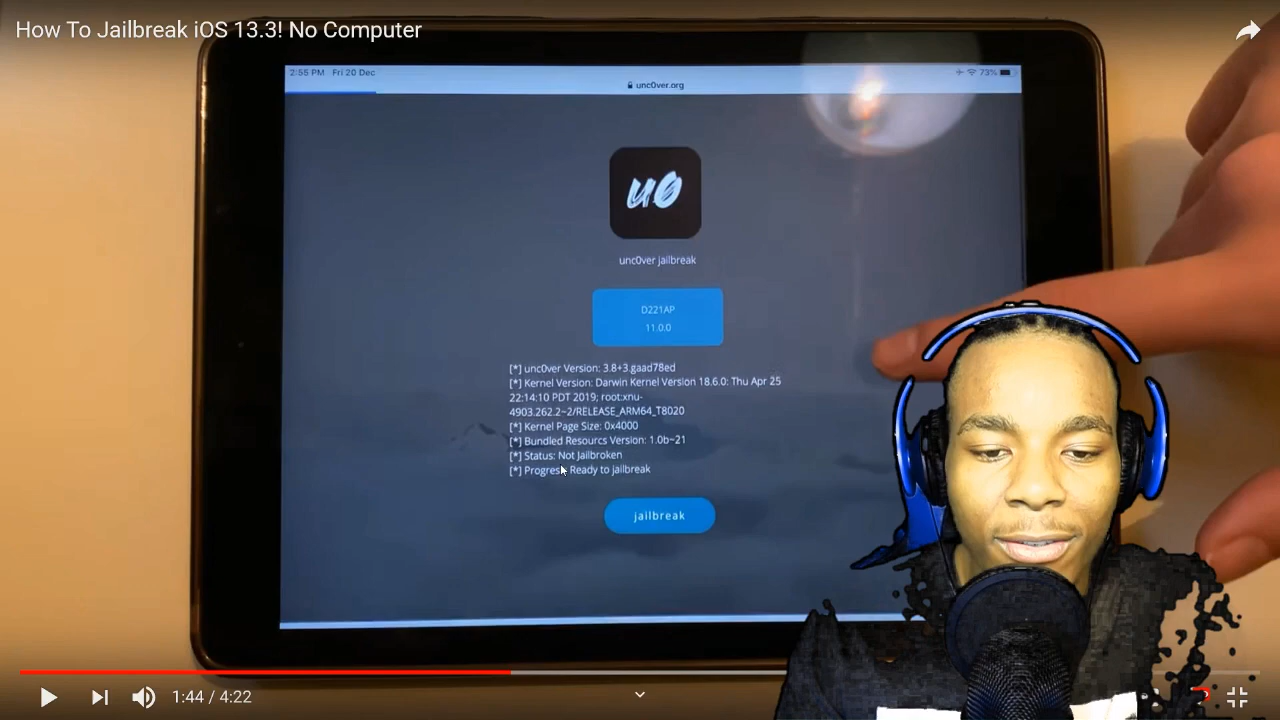 How To Jailbreak iOS 13.3! No Computer
2:55 PM Fri 20 Dec
73%
unc0ver.org
u0
unc0ver jailbreak
D221AP
11.0.0
[*] unc0ver Version: 3.8+3.gaad78ed
[*] Kernel Version: Darwin Kernel Version 18.6.0: Thu Apr 25
22:14:10 PDT 2019; root:xnu-
4903.262.2~2/RELEASE_ARM64_T8020
[*] Kernel Page Size: 0x4000
[*] Bundled Resourcs Version: 1.0b~21
[*] Status: Not Jailbroken
[*] Progress: Ready to jailbreak
jailbreak
1:44 / 4:22